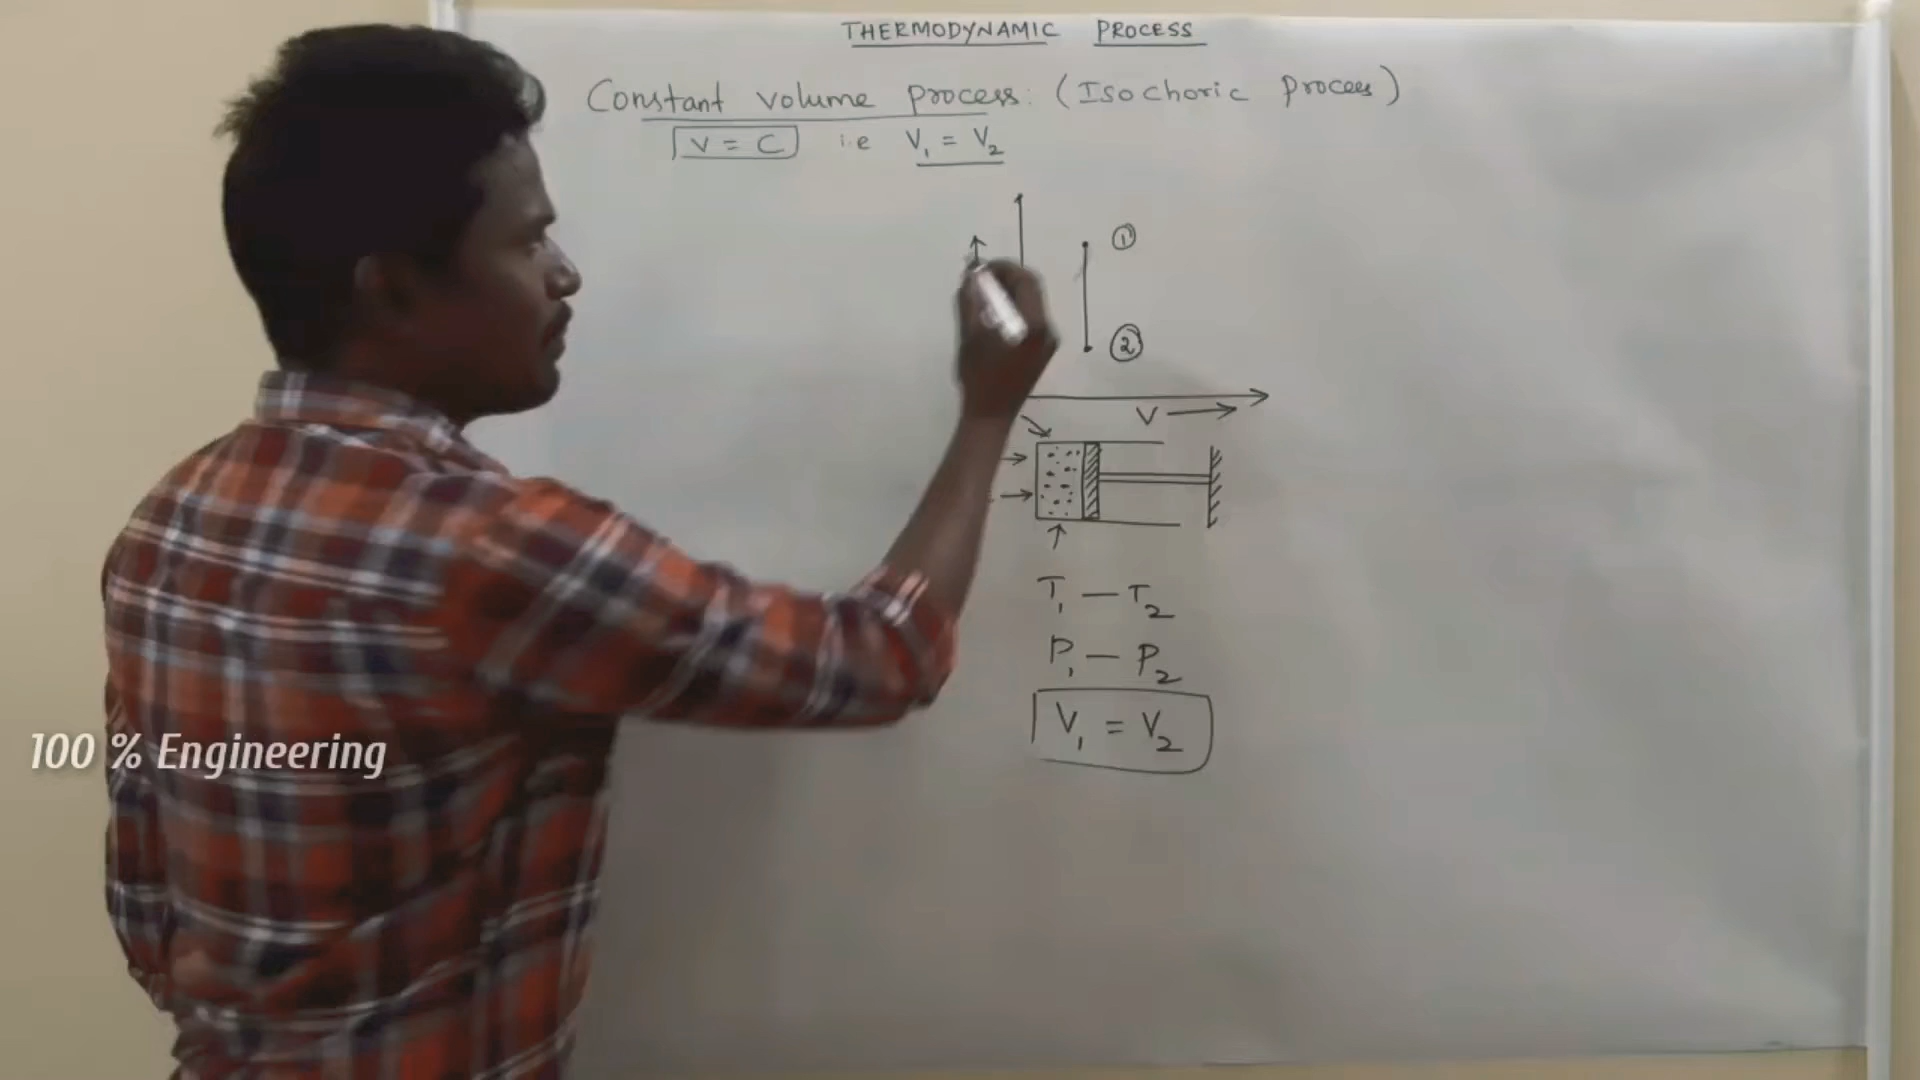 THERMODYNAMIC PROCESS
Constant volume process: (Isochoric Process)
V = C i.e V₁ = V₂
①
②
V
T₁ — T₂
P₁ — P₂
V₁ = V₂
100 % Engineering